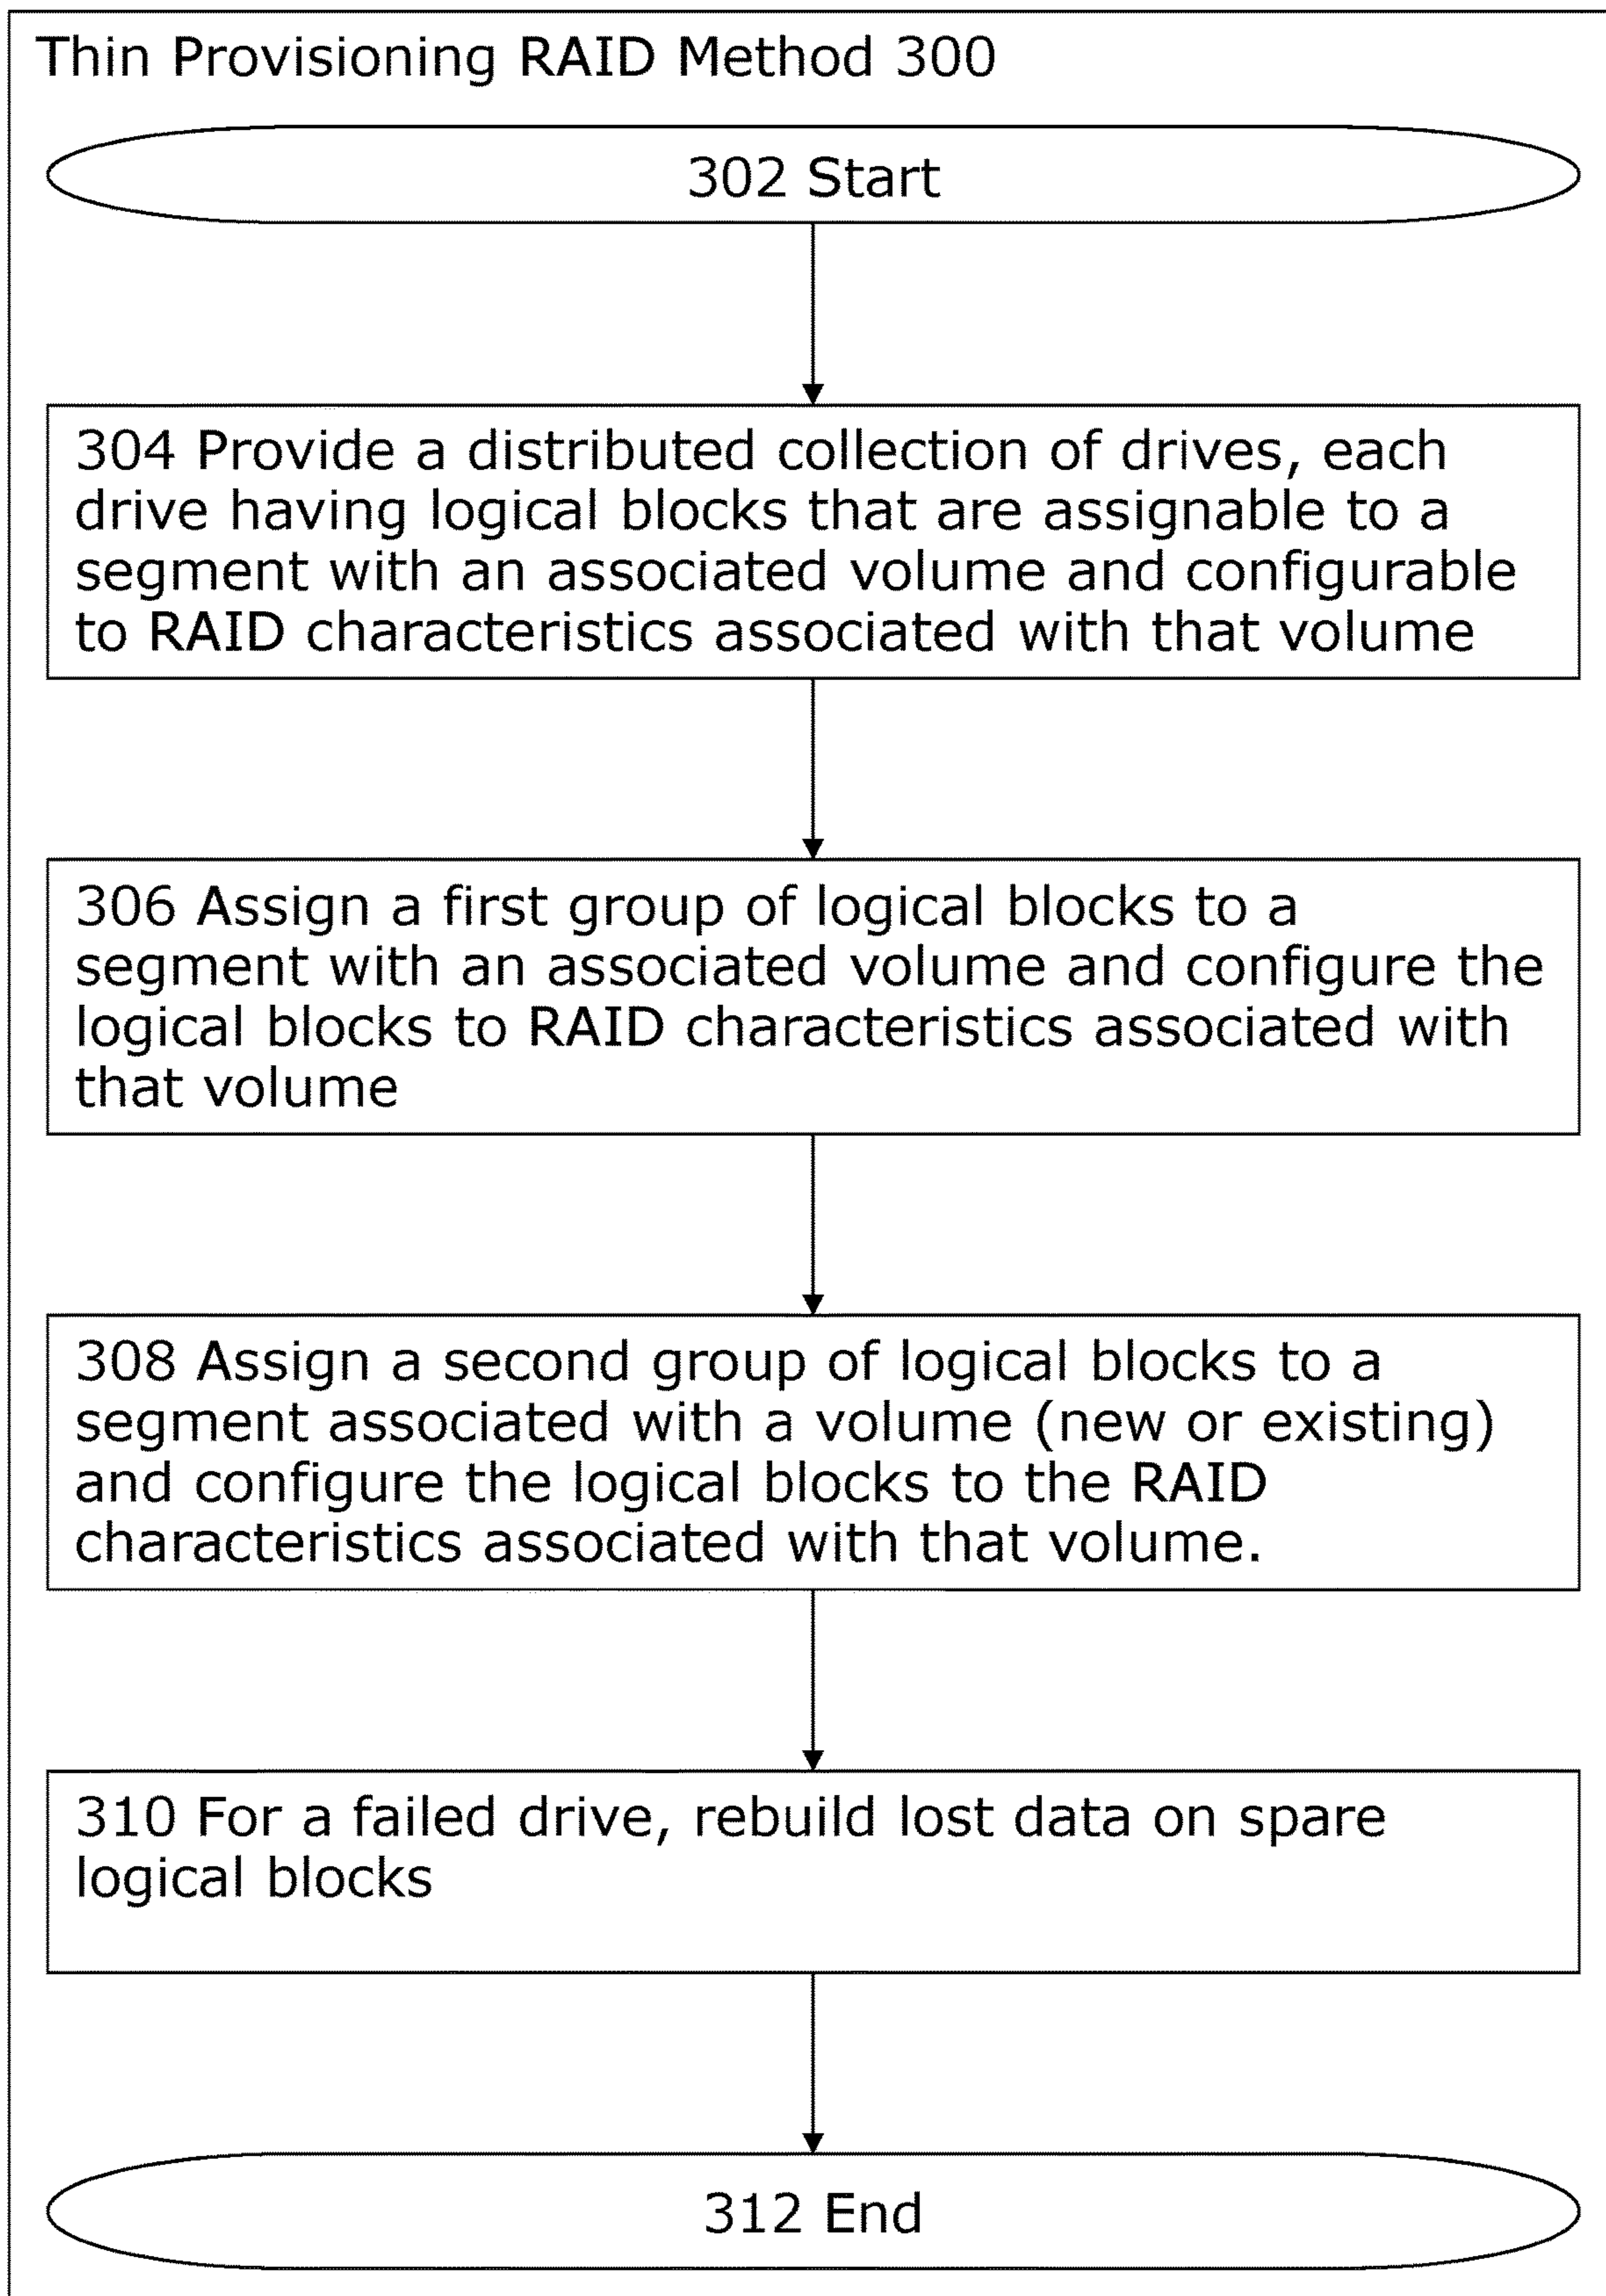 Thin Provisioning RAID Method 300
302 Start
304 Provide a distributed collection of drives, each
drive having logical blocks that are assignable to a
segment with an associated volume and configurable
to RAID characteristics associated with that volume
306 Assign a first group of logical blocks to a
segment with an associated volume and configure the
logical blocks to RAID characteristics associated with
that volume
308 Assign a second group of logical blocks to a
segment associated with a volume (new or existing)
and configure the logical blocks to the RAID
characteristics associated with that volume.
310 For a failed drive, rebuild lost data on spare
logical blocks
312 End